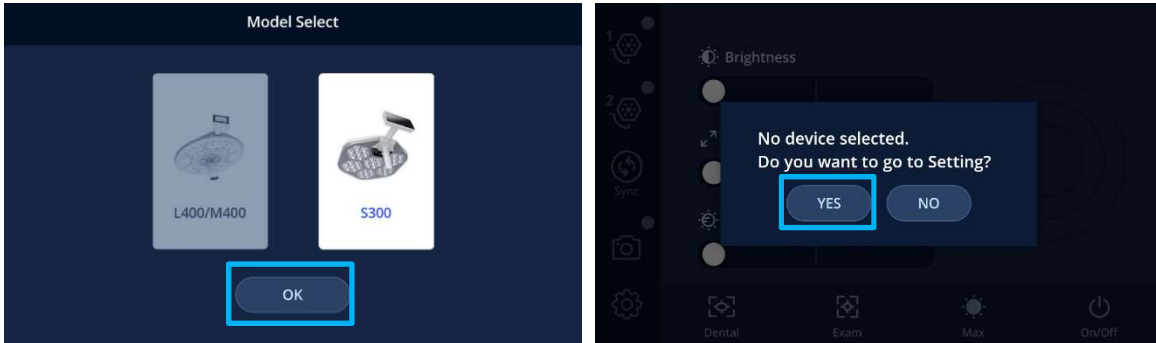 Model Select
L400/M400
S300
OK
1
Brightness
2
No device selected.
Do you want to go to Setting?
YES
NO
Sync
Dental
Exam
Max
On/Off